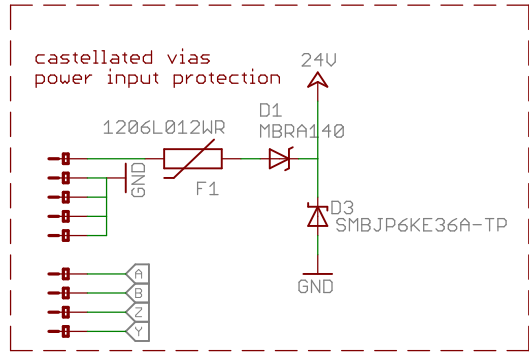 castellated vias
power input protection
24V
D1
MBRA140
1206L012WR
GND
F1
D3
SMBJP6KE36A-TP
GND
A
B
Z
Y